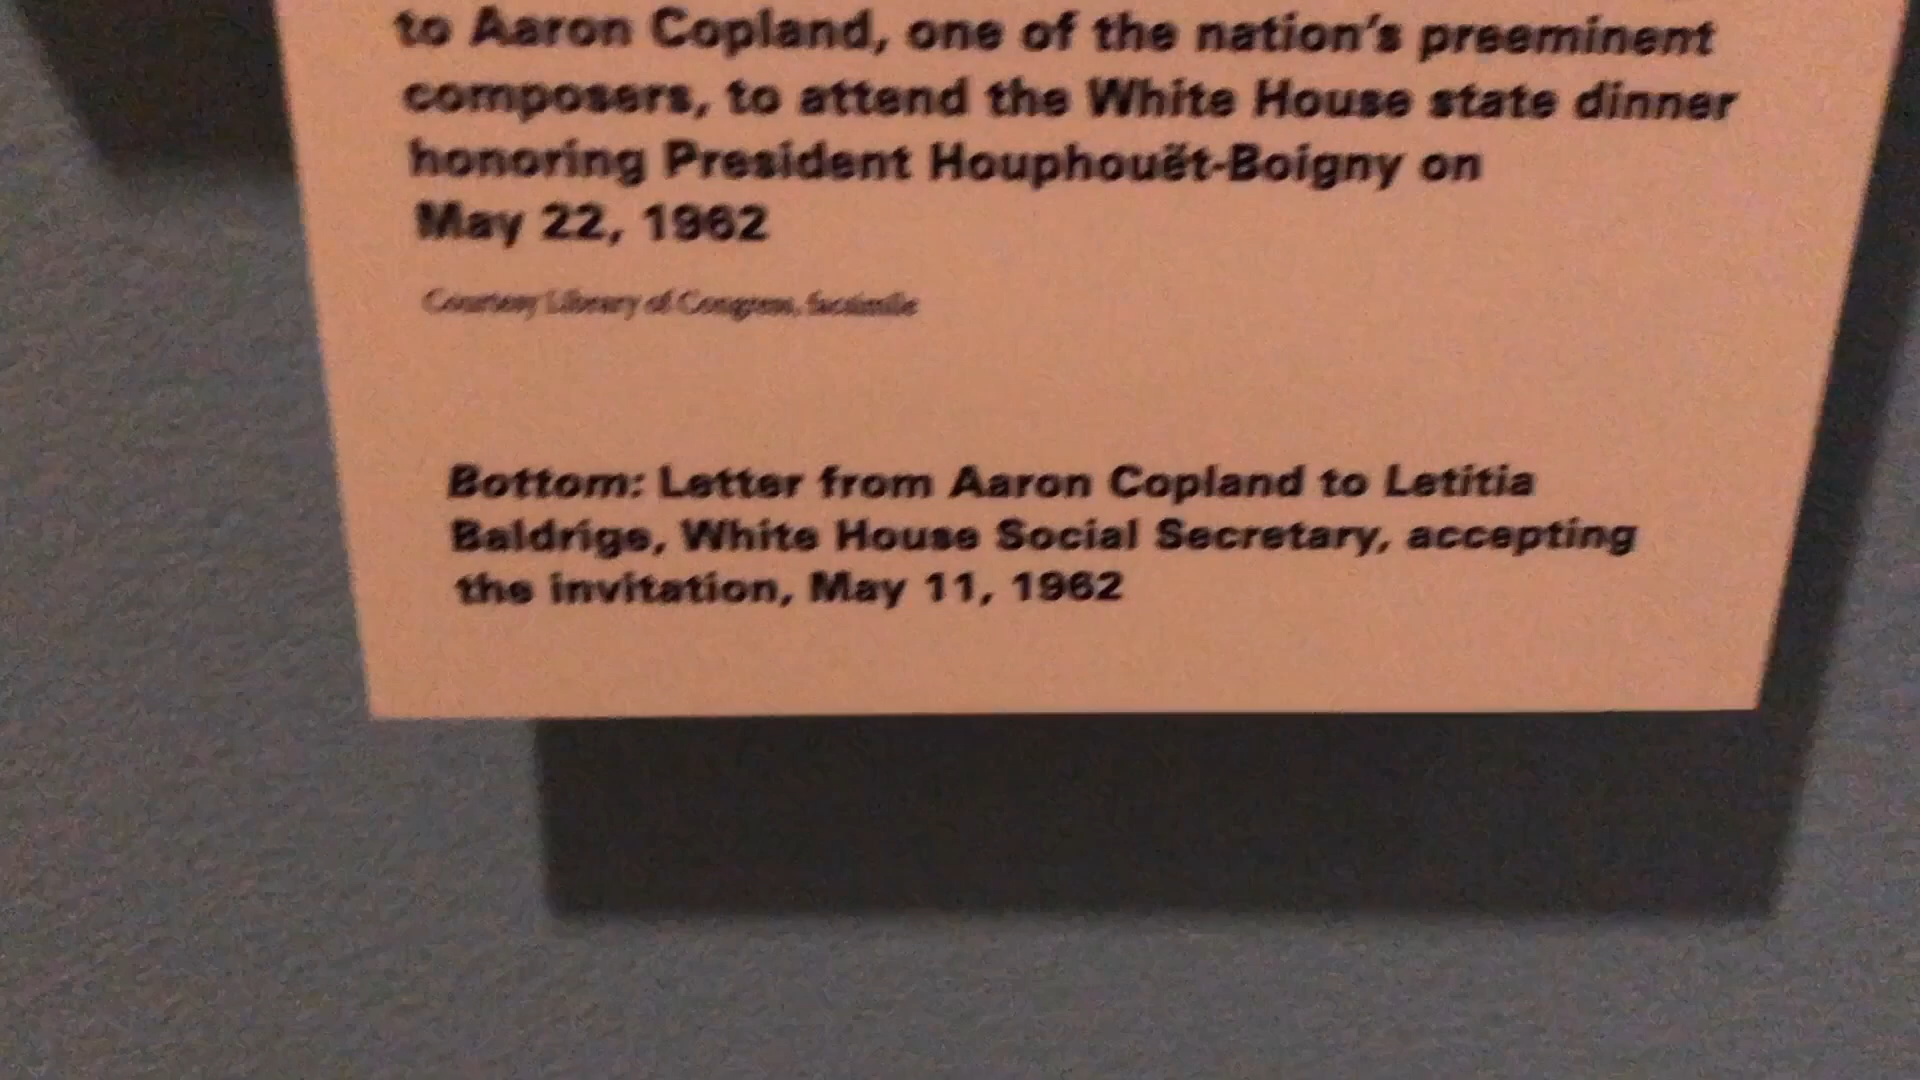 to Aaron Copland, one of the nation's preeminent
composers, to attend the White House state dinner
honoring President Houphouët-Boigny on
May 22, 1962
Courtesy Library of Congress, facsimile
Bottom: Letter from Aaron Copland to Letitia
Baldrige, White House Social Secretary, accepting
the invitation, May 11, 1962